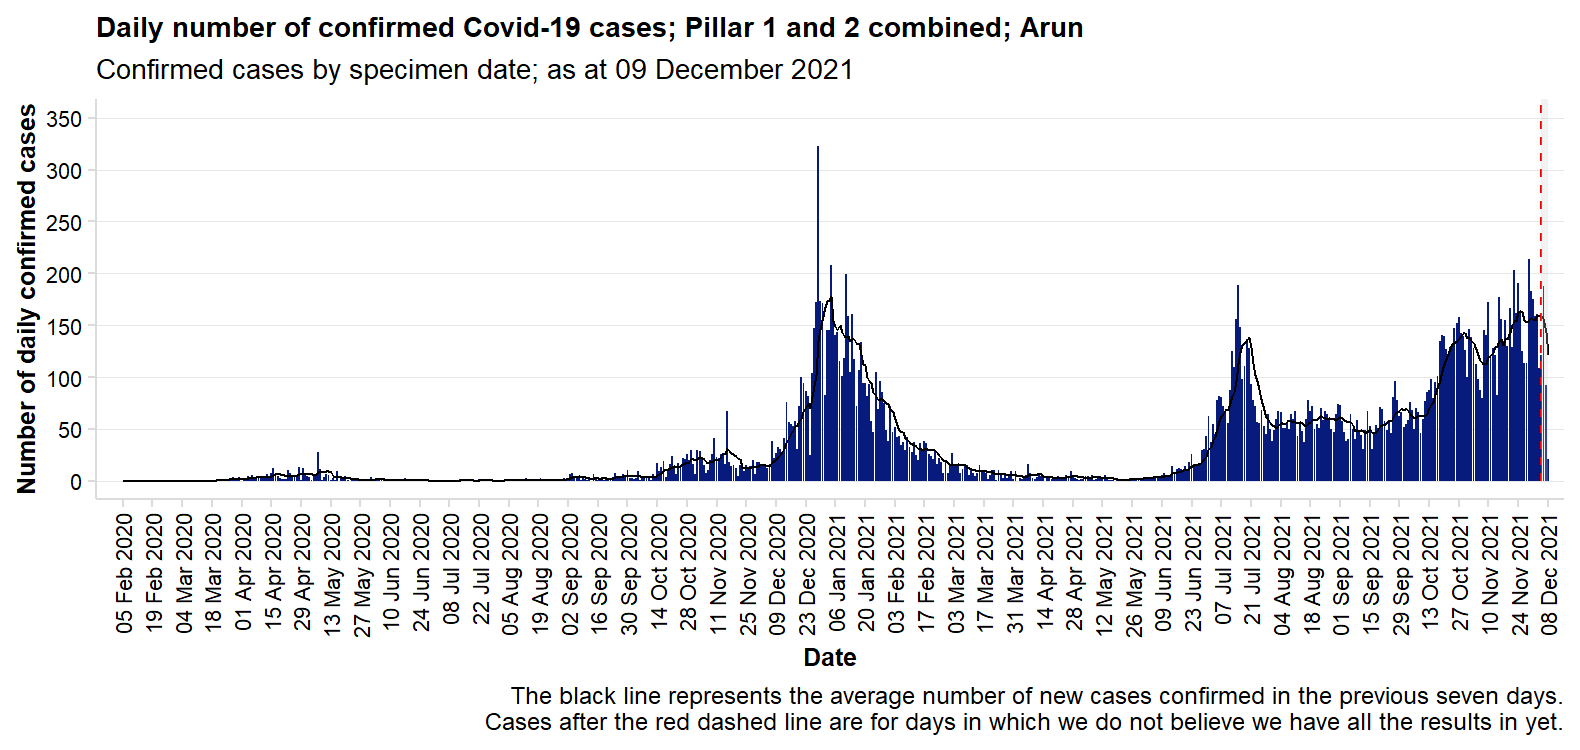 Daily number of confirmed Covid-19 cases; Pillar 1 and 2 combined; Arun
Confirmed cases by specimen date; as at 09 December 2021
Number of daily confirmed cases
350
300
250
200
150
100
50
0
05 Feb 2020
19 Feb 2020
04 Mar 2020
18 Mar 2020
01 Apr 2020
15 Apr 2020
29 Apr 2020
13 May 2020
27 May 2020
10 Jun 2020
24 Jun 2020
08 Jul 2020
22 Jul 2020
05 Aug 2020
19 Aug 2020
02 Sep 2020
16 Sep 2020
30 Sep 2020
14 Oct 2020
28 Oct 2020
11 Nov 2020
25 Nov 2020
09 Dec 2020
23 Dec 2020
06 Jan 2021
20 Jan 2021
03 Feb 2021
17 Feb 2021
03 Mar 2021
17 Mar 2021
31 Mar 2021
14 Apr 2021
28 Apr 2021
12 May 2021
26 May 2021
09 Jun 2021
23 Jun 2021
07 Jul 2021
21 Jul 2021
04 Aug 2021
18 Aug 2021
01 Sep 2021
15 Sep 2021
29 Sep 2021
13 Oct 2021
27 Oct 2021
10 Nov 2021
24 Nov 2021
08 Dec 2021
Date
The black line represents the average number of new cases confirmed in the previous seven days.
Cases after the red dashed line are for days in which we do not believe we have all the results in yet.